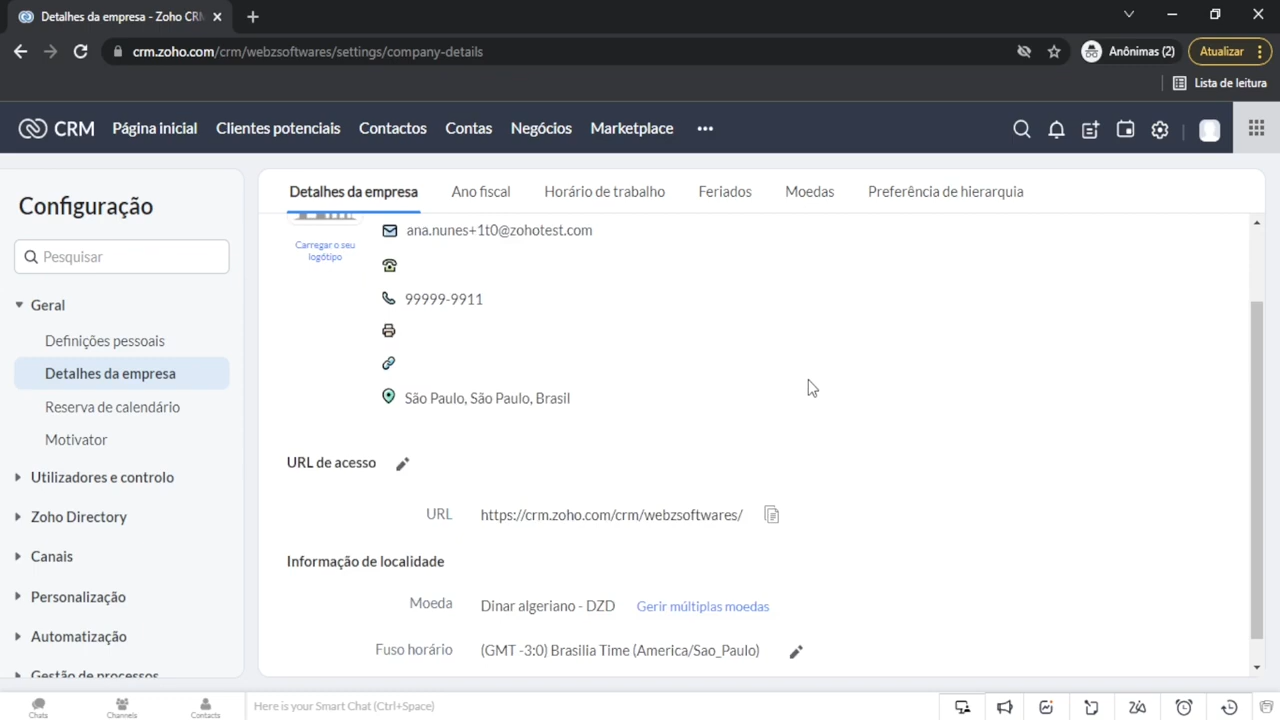 Detalhes da empresa - Zoho CRM
crm.zoho.com/crm/webzsoftwares/settings/company-details
Anônimas (2)
Atualizar
Lista de leitura
CRM
Página inicial
Clientes potenciais
Contactos
Contas
Negócios
Marketplace
Configuração
Pesquisar
Geral
Definições pessoais
Detalhes da empresa
Reserva de calendário
Motivator
Utilizadores e controlo
Zoho Directory
Canais
Personalização
Automatização
Gestão de processos
Detalhes da empresa
Ano fiscal
Horário de trabalho
Feriados
Moedas
Preferência de hierarquia
Carregar o seu
logótipo
ana.nunes+1t0@zohotest.com
99999-9911
São Paulo, São Paulo, Brasil
URL de acesso
URL
https://crm.zoho.com/crm/webzsoftwares/
Informação de localidade
Moeda
Dinar algeriano - DZD
Gerir múltiplas moedas
Fuso horário
(GMT -3:0) Brasilia Time (America/Sao_Paulo)
Chats
Channels
Contacts
Here is your Smart Chat (Ctrl+Space)